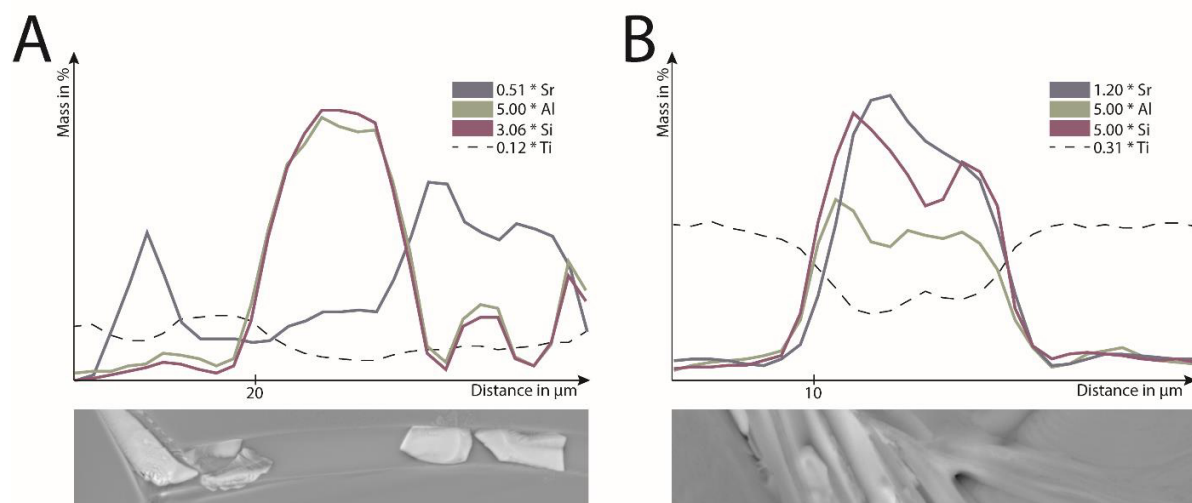 A
Mass in %
0.51 * Sr
5.00 * Al
3.06 * Si
0.12 * Ti
20
Distance in µm
B
Mass in %
1.20 * Sr
5.00 * Al
5.00 * Si
0.31 * Ti
10
Distance in µm